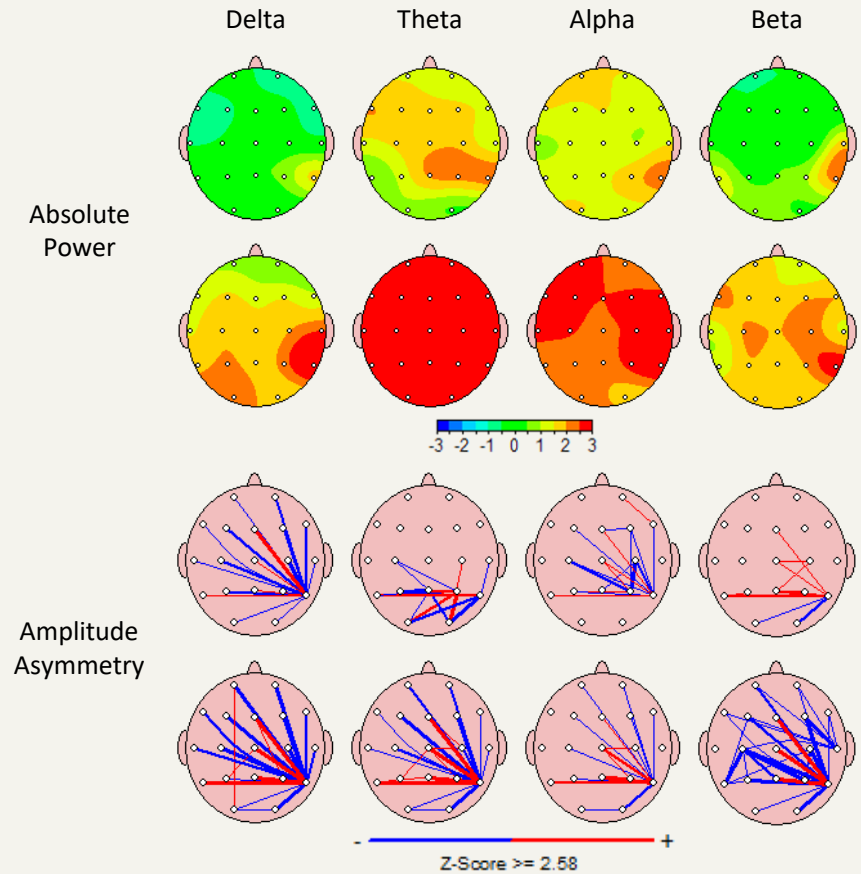 Delta Theta Alpha Beta
Absolute
Power
-3 -2 -1 0 1 2 3
Amplitude
Asymmetry
- +
Z-Score >= 2.58